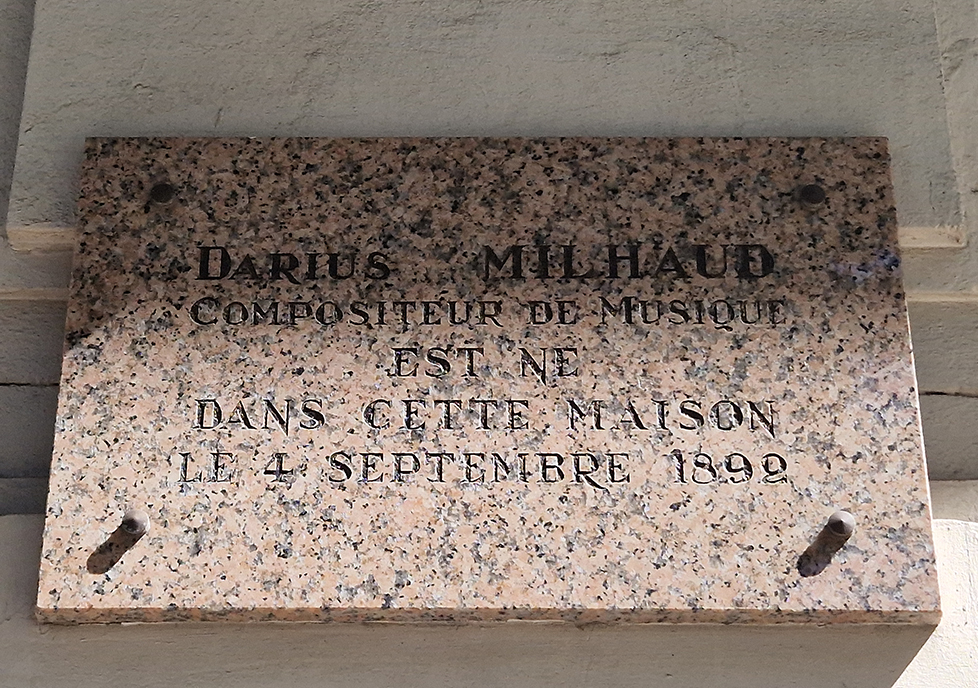 DARIUS MILHAUD
COMPOSITEUR DE MUSIQUE
EST NE
DANS CETTE MAISON
LE 4 SEPTEMBRE 1892